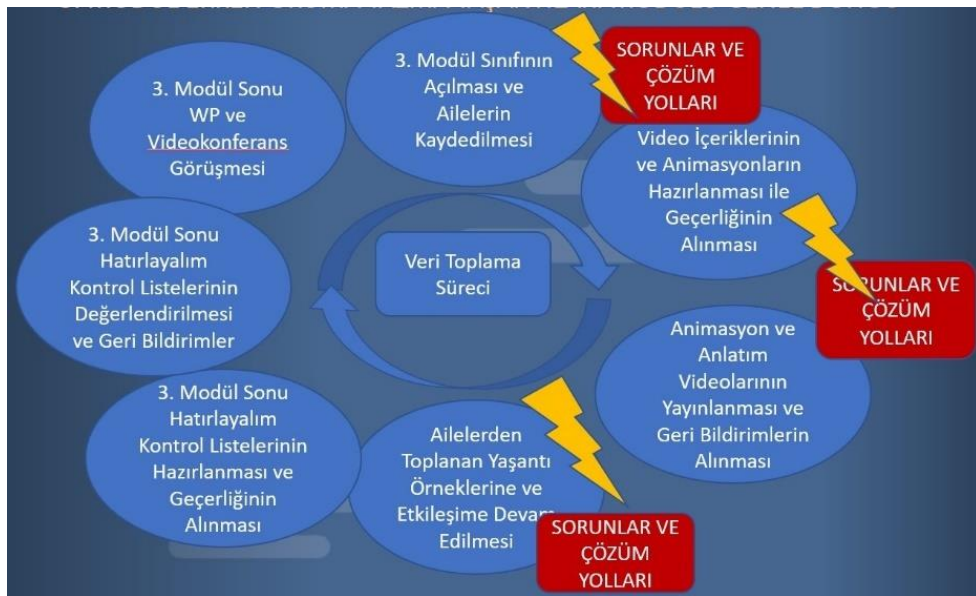 3. Modül Sınıfının
Açılması ve
Ailelerin
Kaydedilmesi
SORUNLAR VE
ÇÖZÜM
YOLLARI
Video İçeriklerinin
ve Animasyonların
Hazırlanması ile
Geçerliğinin
Alınması
SORUNLAR VE
ÇÖZÜM
YOLLARI
Animasyon ve
Anlatım
Videolarının
Yayınlanması ve
Geri Bildirimlerin
Alınması
Ailelerden
Toplanan Yaşantı
Örneklerine ve
Etkileşime Devam
Edilmesi
SORUNLAR VE
ÇÖZÜM
YOLLARI
3. Modül Sonu
Hatırlayalım
Kontrol Listelerinin
Hazırlanması ve
Geçerliğinin
Alınması
3. Modül Sonu
Hatırlayalım
Kontrol Listelerinin
Değerlendirilmesi
ve Geri Bildirimler
3. Modül Sonu
WP ve
Videokonferans
Görüşmesi
Veri Toplama
Süreci